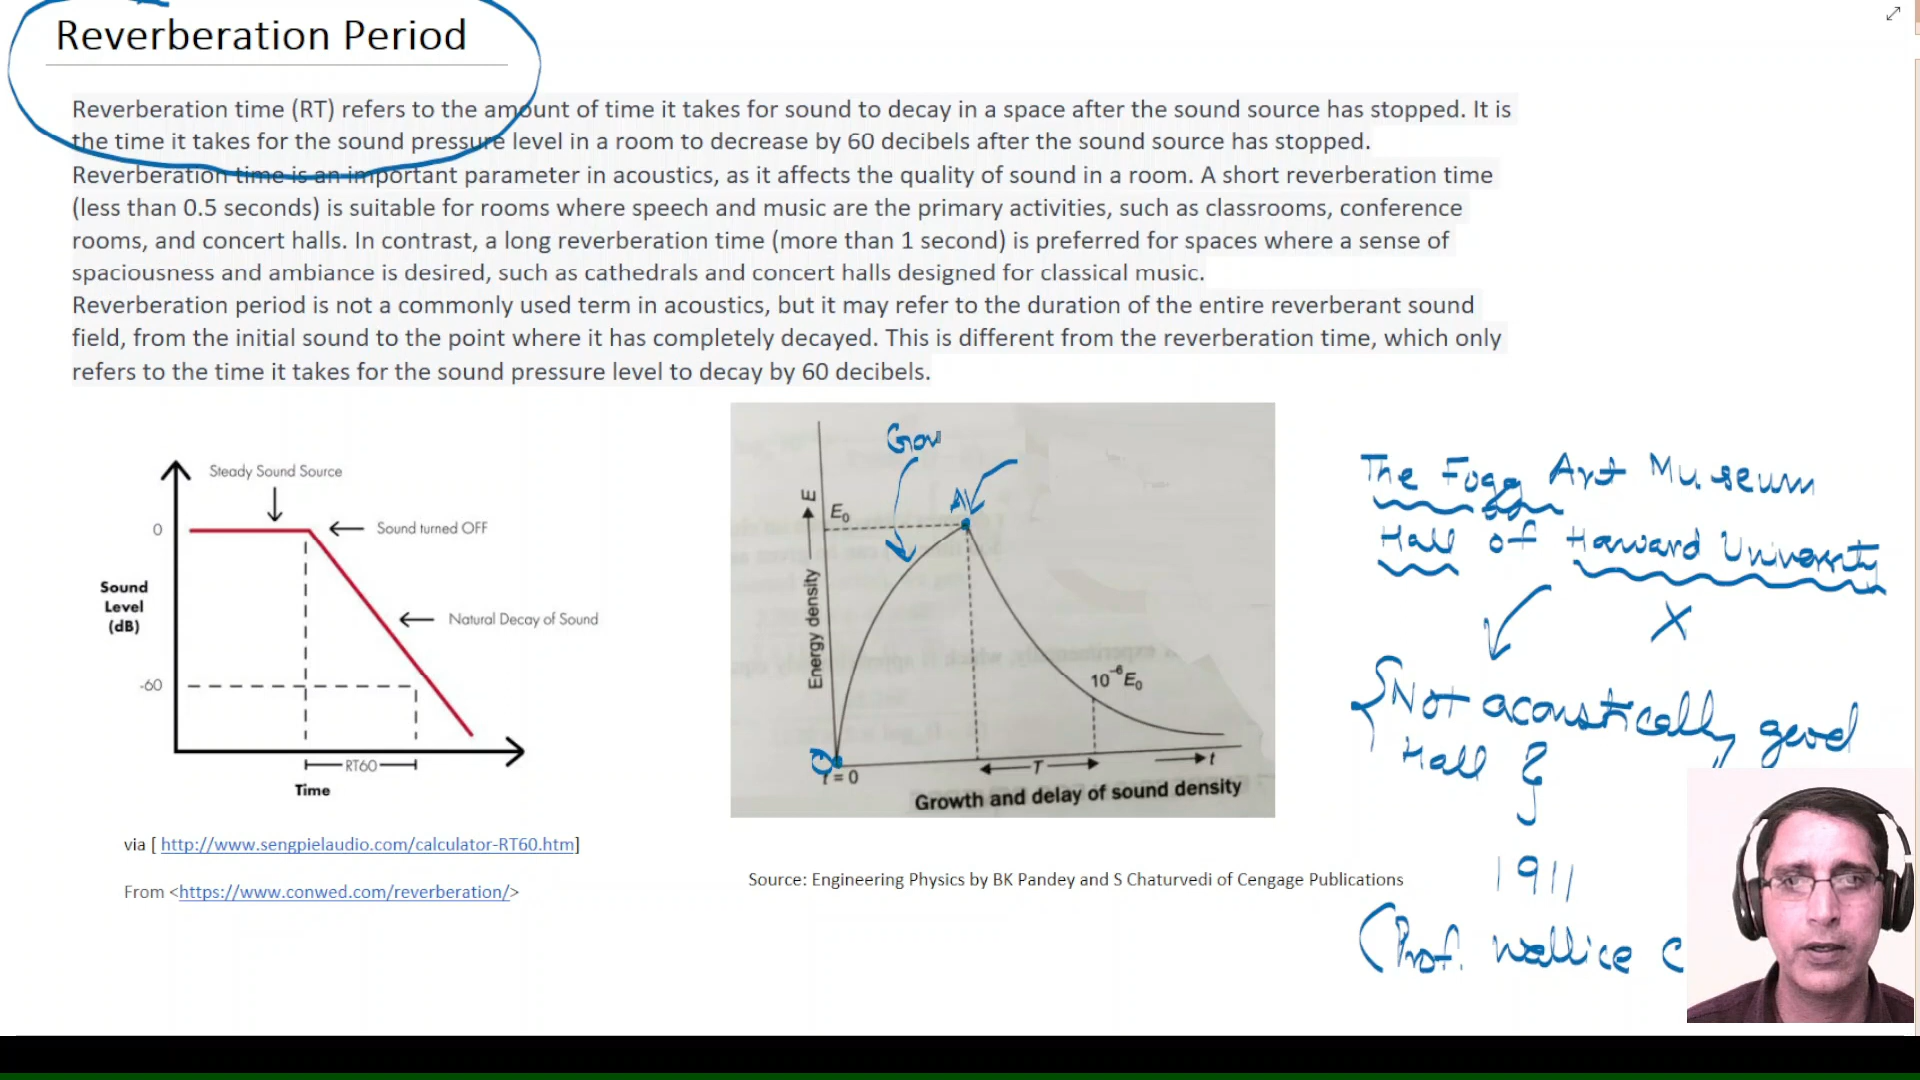 Reverberation Period
Reverberation time (RT) refers to the amount of time it takes for sound to decay in a space after the sound source has stopped. It is
the time it takes for the sound pressure level in a room to decrease by 60 decibels after the sound source has stopped.
Reverberation time is an important parameter in acoustics, as it affects the quality of sound in a room. A short reverberation time
(less than 0.5 seconds) is suitable for rooms where speech and music are the primary activities, such as classrooms, conference
rooms, and concert halls. In contrast, a long reverberation time (more than 1 second) is preferred for spaces where a sense of
spaciousness and ambiance is desired, such as cathedrals and concert halls designed for classical music.
Reverberation period is not a commonly used term in acoustics, but it may refer to the duration of the entire reverberant sound
field, from the initial sound to the point where it has completely decayed. This is different from the reverberation time, which only
refers to the time it takes for the sound pressure level to decay by 60 decibels.
Steady Sound Source
0
Sound turned OFF
Sound
Level
(dB)
Natural Decay of Sound
-60
RT60
Time
via [ http://www.sengpielaudio.com/calculator-RT60.htm]
From <https://www.conwed.com/reverberation/>
Grow
A
E
E₀
Energy density
10⁻⁶E₀
O
t = 0
T
t
Growth and delay of sound density
Source: Engineering Physics by BK Pandey and S Chaturvedi of Cengage Publications
The Fogg Art Museum
Hall of Harward University
X
Not acoustically good
Hall
1911
(Prof. Wallice C